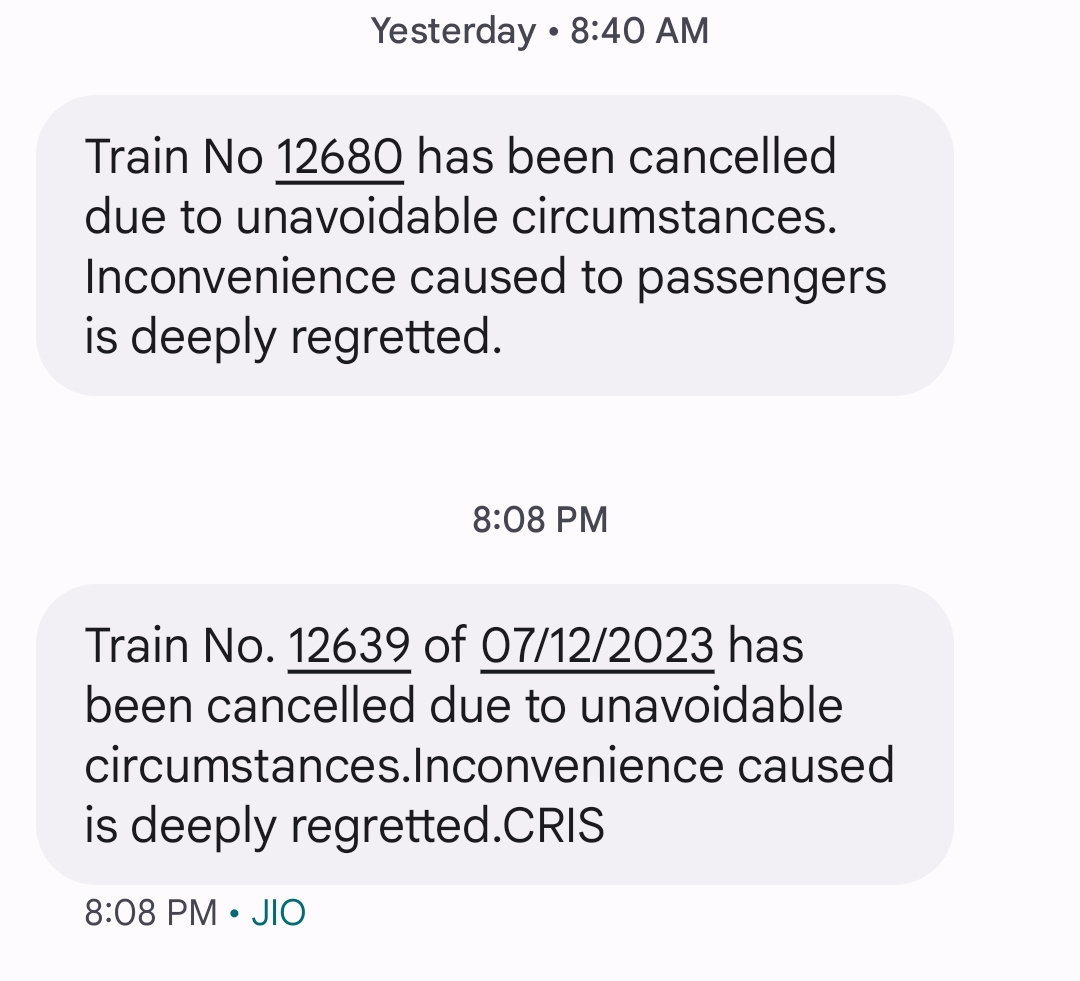 Yesterday • 8:40 AM
Train No 12680 has been cancelled
due to unavoidable circumstances.
Inconvenience caused to passengers
is deeply regretted.
8:08 PM
Train No. 12639 of 07/12/2023 has
been cancelled due to unavoidable
circumstances.Inconvenience caused
is deeply regretted.CRIS
8:08 PM • JIO